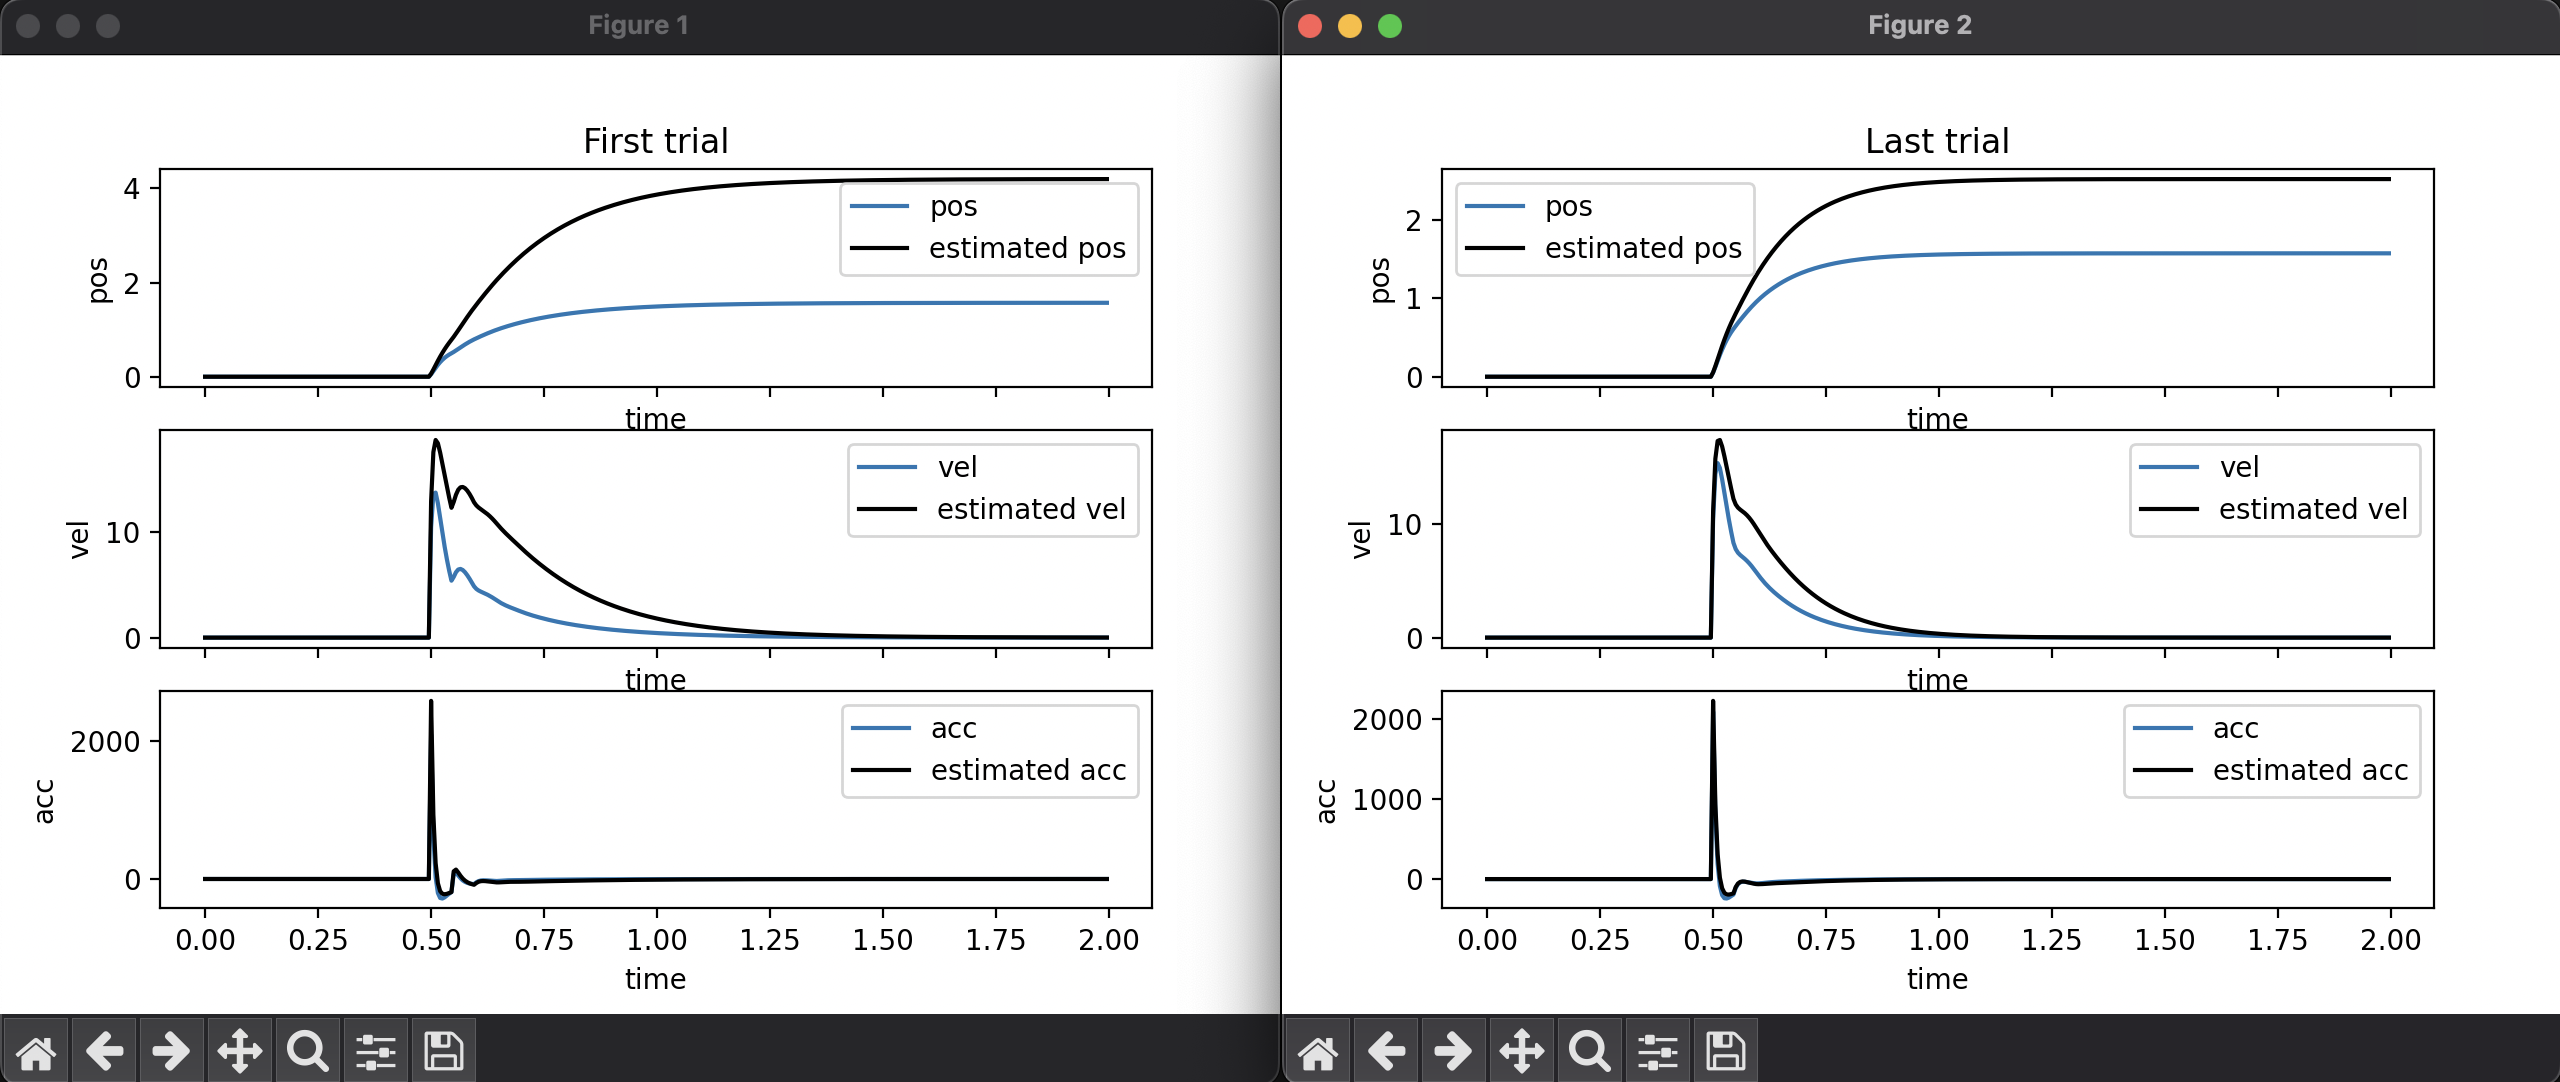 Figure 1
First trial
4
2
0
pos
pos
estimated pos
time
10
0
vel
vel
estimated vel
time
2000
0
acc
acc
estimated acc
0.00 0.25 0.50 0.75 1.00 1.25 1.50 1.75 2.00
time
Figure 2
Last trial
2
1
0
pos
pos
estimated pos
time
10
0
vel
vel
estimated vel
time
2000
1000
0
acc
acc
estimated acc
0.00 0.25 0.50 0.75 1.00 1.25 1.50 1.75 2.00
time